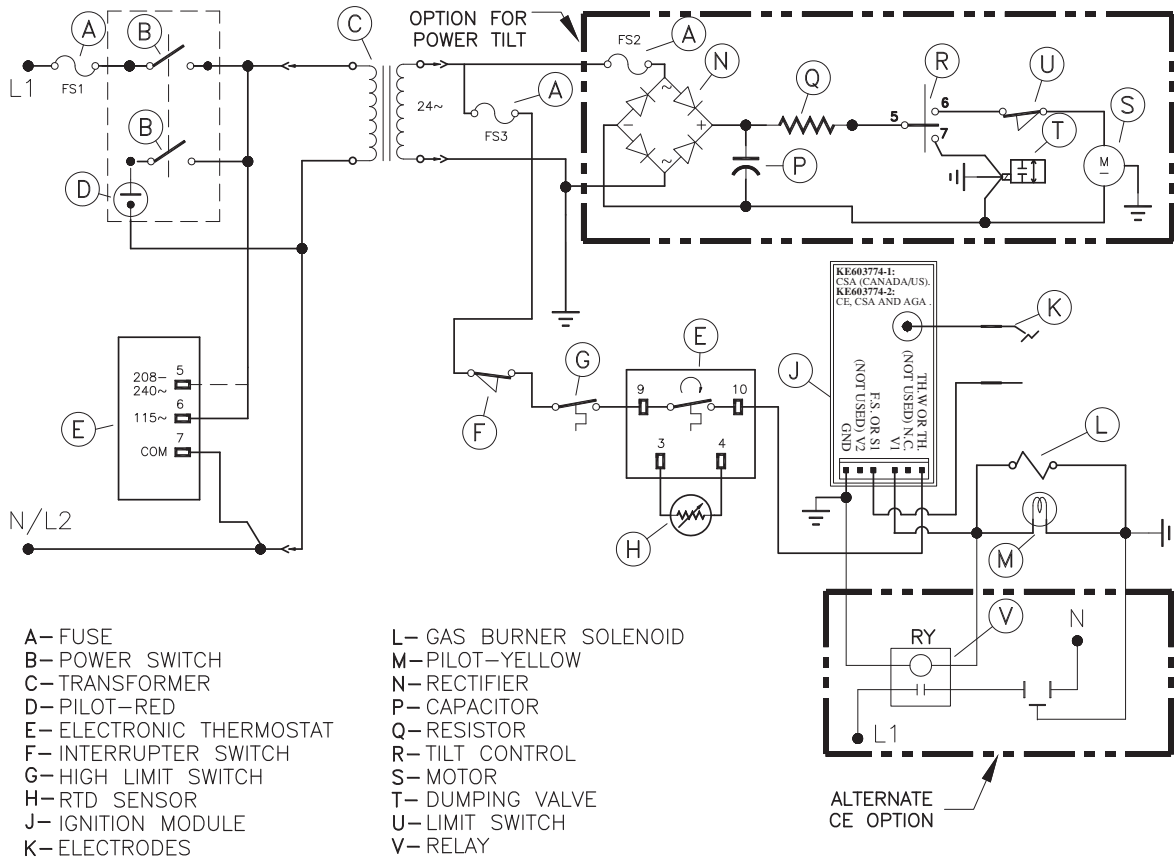 OPTION FOR
POWER TILT
A
B
C
L1
FS1
24~
FS3
A
FS2
A
N
Q
R
U
S
T
5
6
7
M
P
B
D
KE603774-1:
CSA (CANADA/US).
KE603774-2:
CE, CSA AND AGA .
K
J
TH.W OR TH.
(NOT USED) N.C.
V1
F.S. OR S1
(NOT USED) V2
GND
E
208-
240~
5
115~
6
COM
7
F
G
E
9
10
3
4
H
L
M
N/L2
RY
V
N
L1
ALTERNATE
CE OPTION
A- FUSE
B- POWER SWITCH
C- TRANSFORMER
D- PILOT-RED
E- ELECTRONIC THERMOSTAT
F- INTERRUPTER SWITCH
G- HIGH LIMIT SWITCH
H- RTD SENSOR
J- IGNITION MODULE
K- ELECTRODES
L- GAS BURNER SOLENOID
M- PILOT-YELLOW
N- RECTIFIER
P- CAPACITOR
Q- RESISTOR
R- TILT CONTROL
S- MOTOR
T- DUMPING VALVE
U- LIMIT SWITCH
V- RELAY